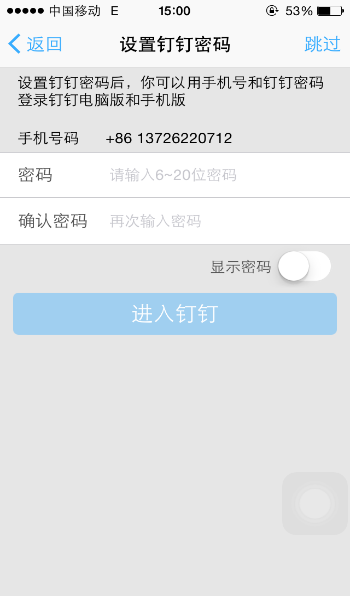 中国移动 E 15:00 53%
返回 设置钉钉密码 跳过
设置钉钉密码后，你可以用手机号和钉钉密码
登录钉钉电脑版和手机版
手机号码 +86 13726220712
密码 请输入6~20位密码
确认密码 再次输入密码
显示密码
进入钉钉